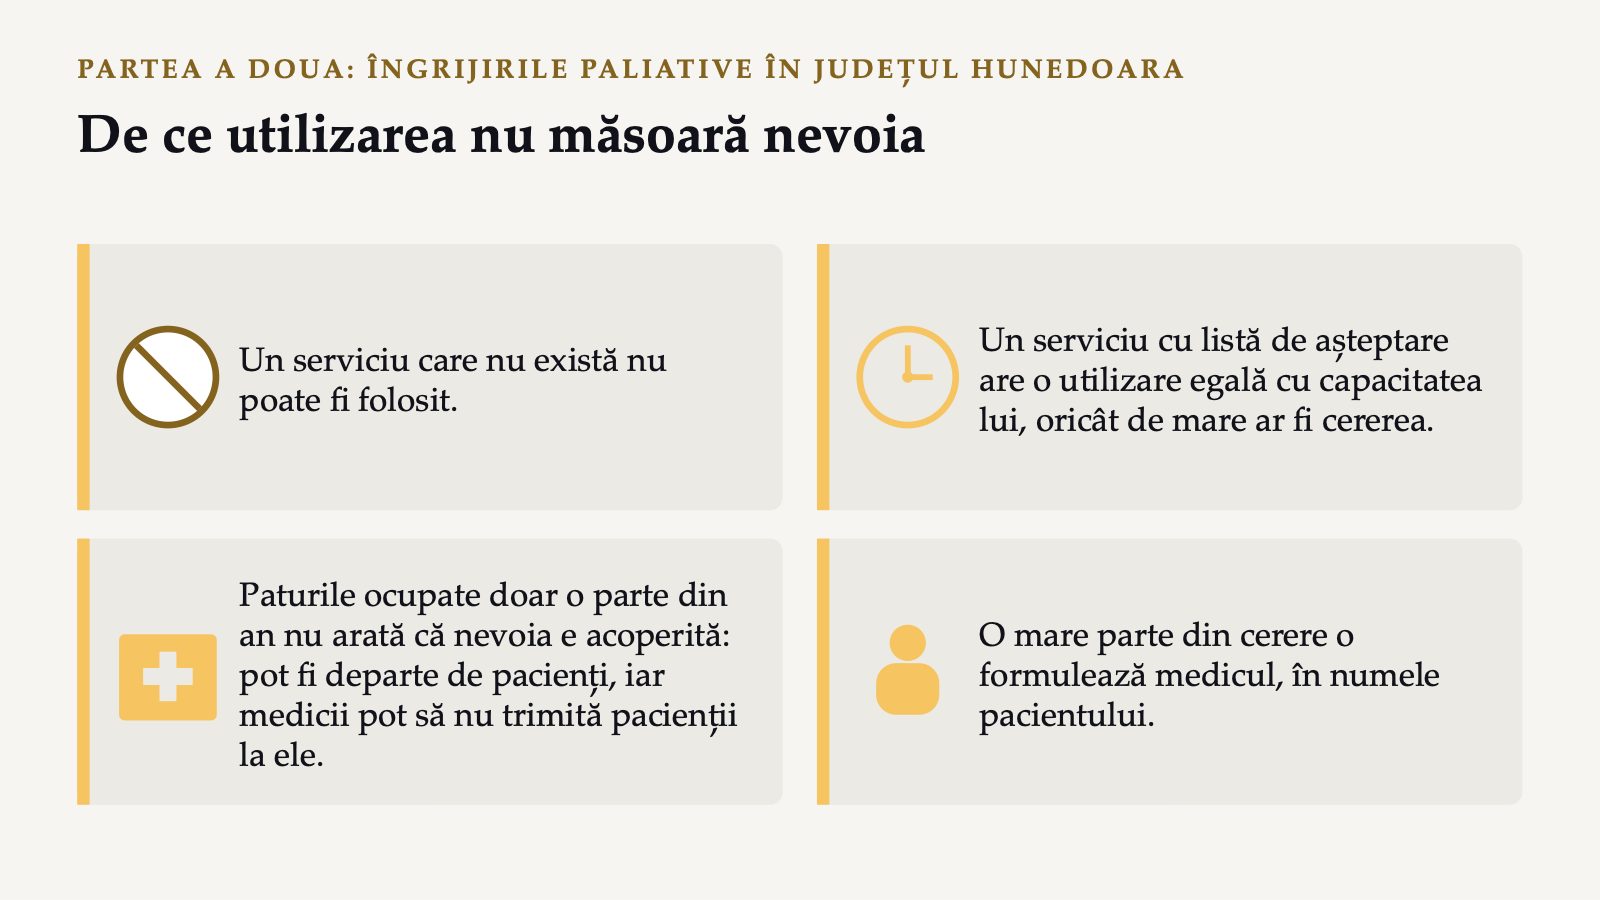 PARTEA A DOUA: ÎNGRIJIRILE PALIATIVE ÎN JUDEȚUL HUNEDOARA
De ce utilizarea nu măsoară nevoia
Un serviciu care nu există nu
poate fi folosit.
Un serviciu cu listă de așteptare
are o utilizare egală cu capacitatea
lui, oricât de mare ar fi cererea.
Paturile ocupate doar o parte din
an nu arată că nevoia e acoperită:
pot fi departe de pacienți, iar
medicii pot să nu trimită pacienții
la ele.
O mare parte din cerere o
formulează medicul, în numele
pacientului.